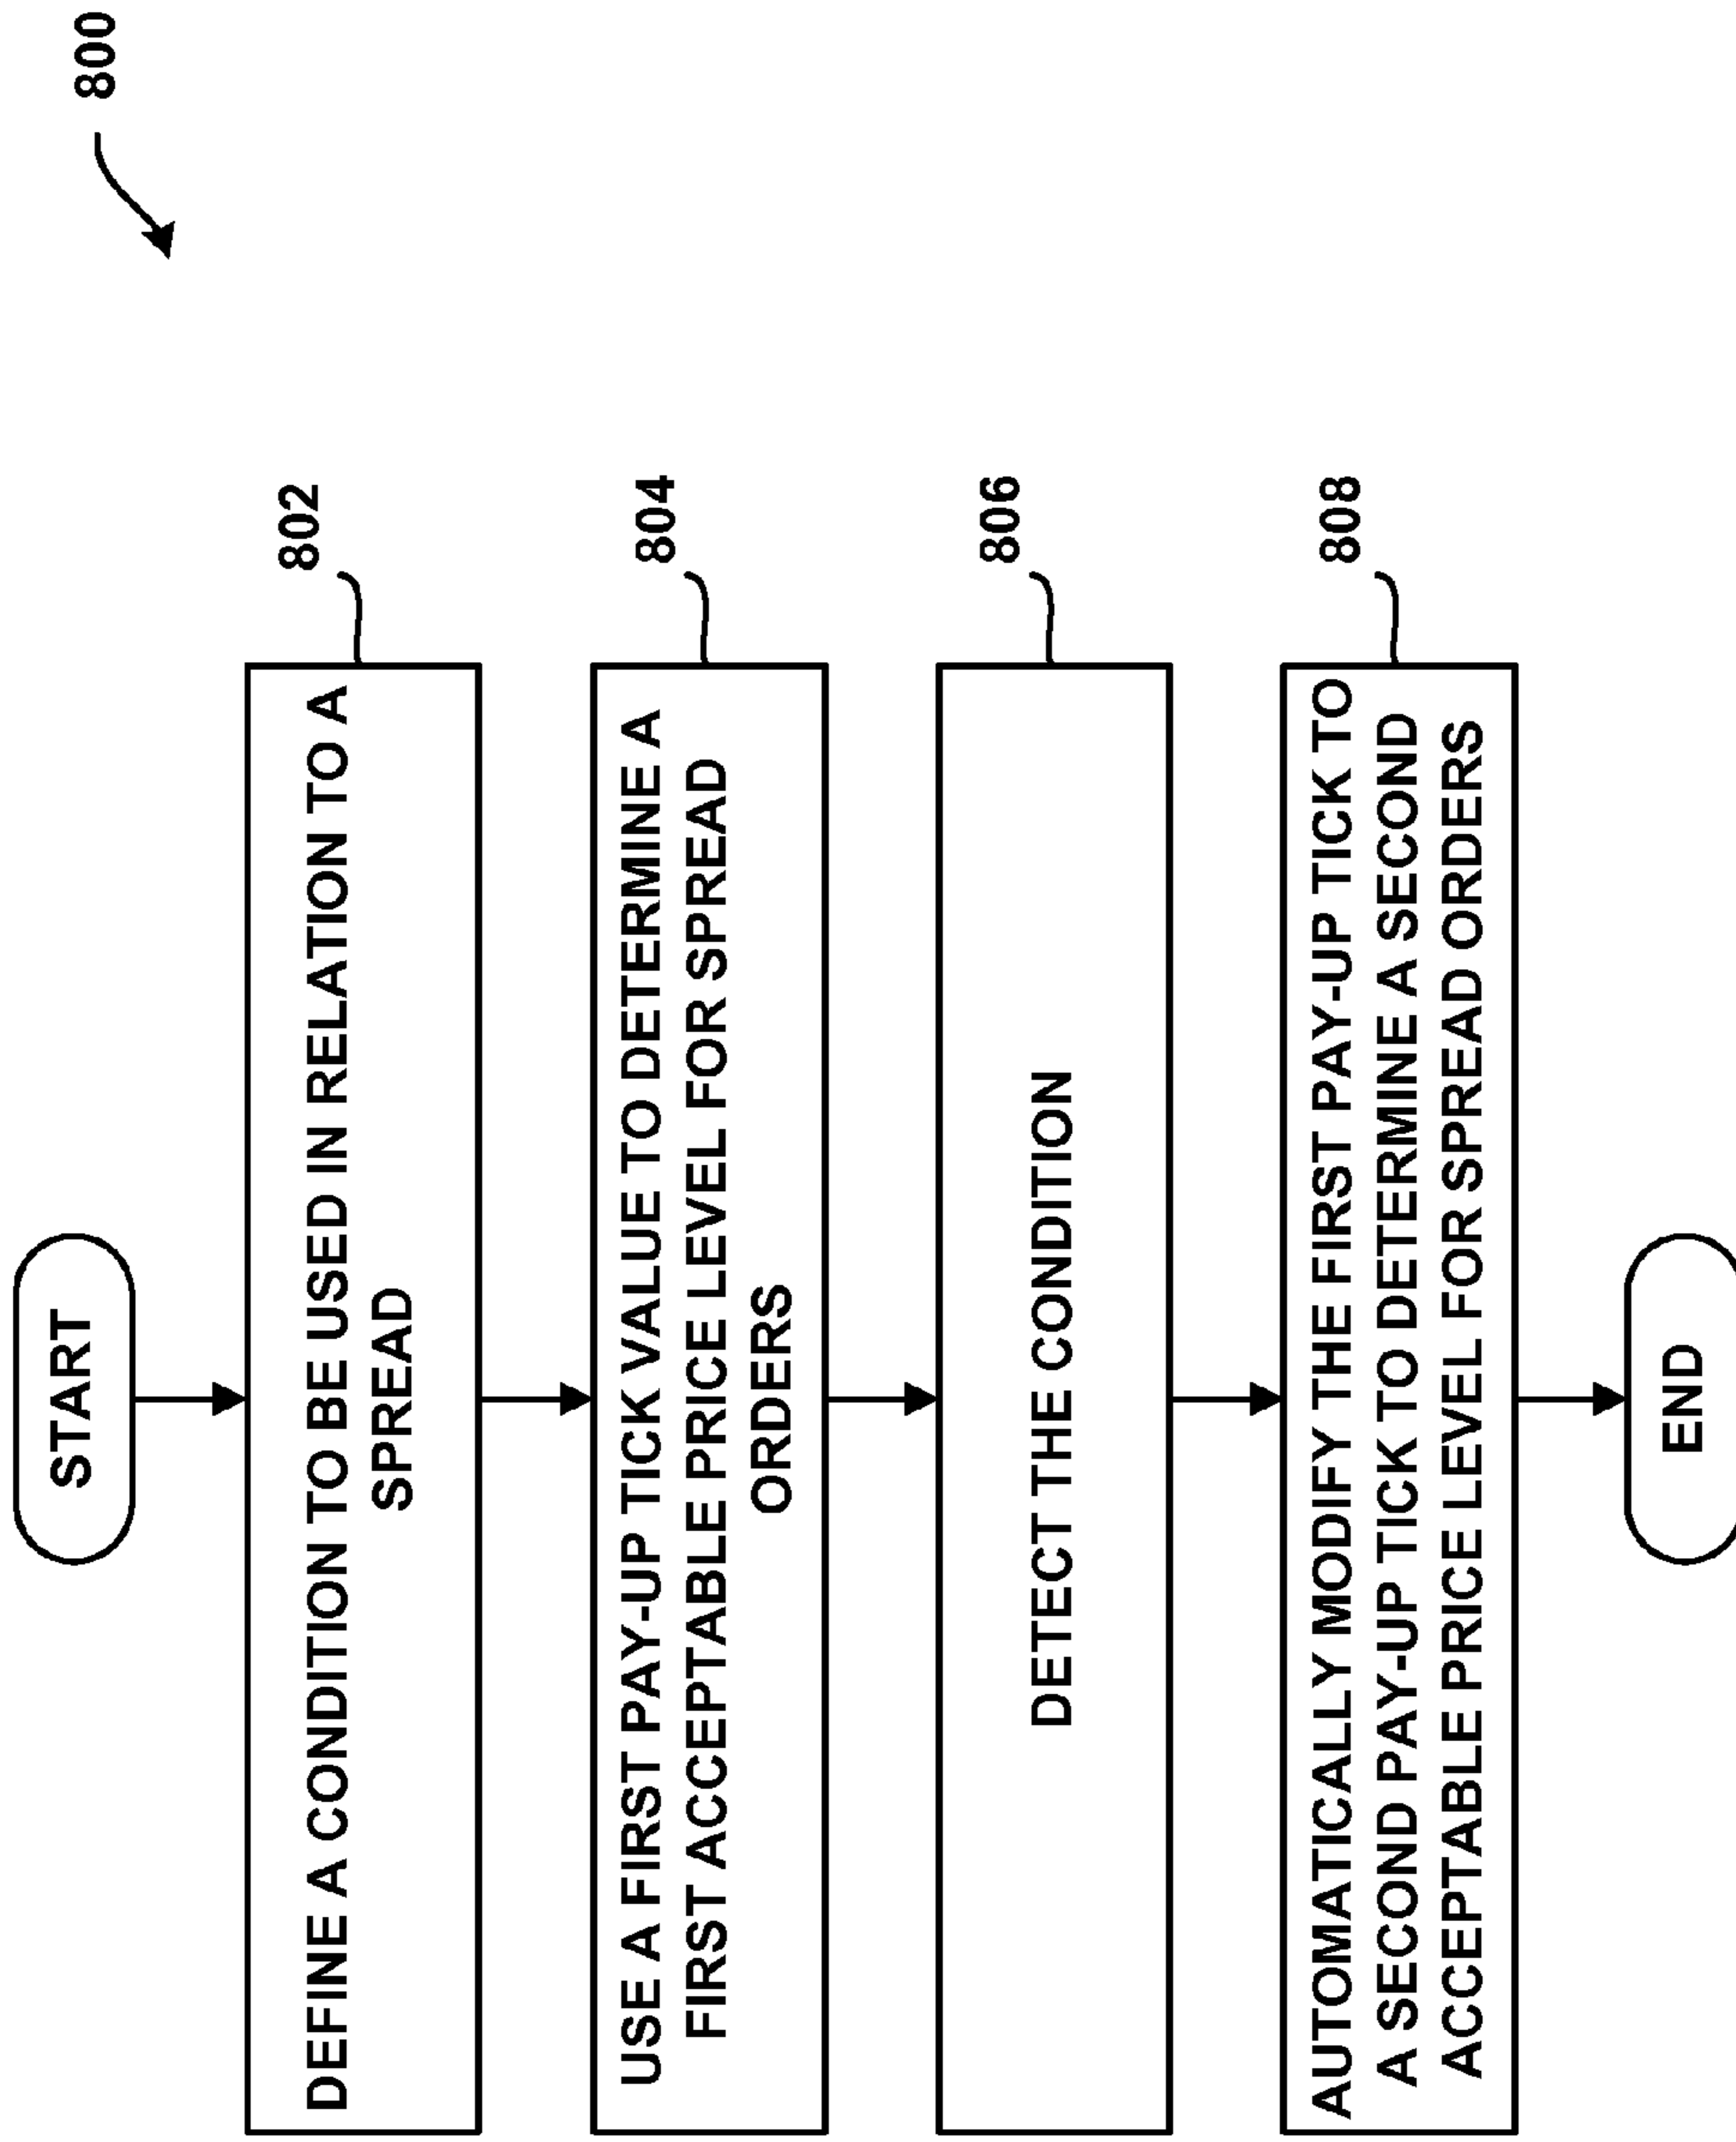 800
START
DEFINE A CONDITION TO BE USED IN RELATION TO A
SPREAD
802
USE A FIRST PAY-UP TICK VALUE TO DETERMINE A
FIRST ACCEPTABLE PRICE LEVEL FOR SPREAD
ORDERS
804
DETECT THE CONDITION
806
AUTOMATICALLY MODIFY THE FIRST PAY-UP TICK TO
A SECOND PAY-UP TICK TO DETERMINE A SECOND
ACCEPTABLE PRICE LEVEL FOR SPREAD ORDERS
808
END